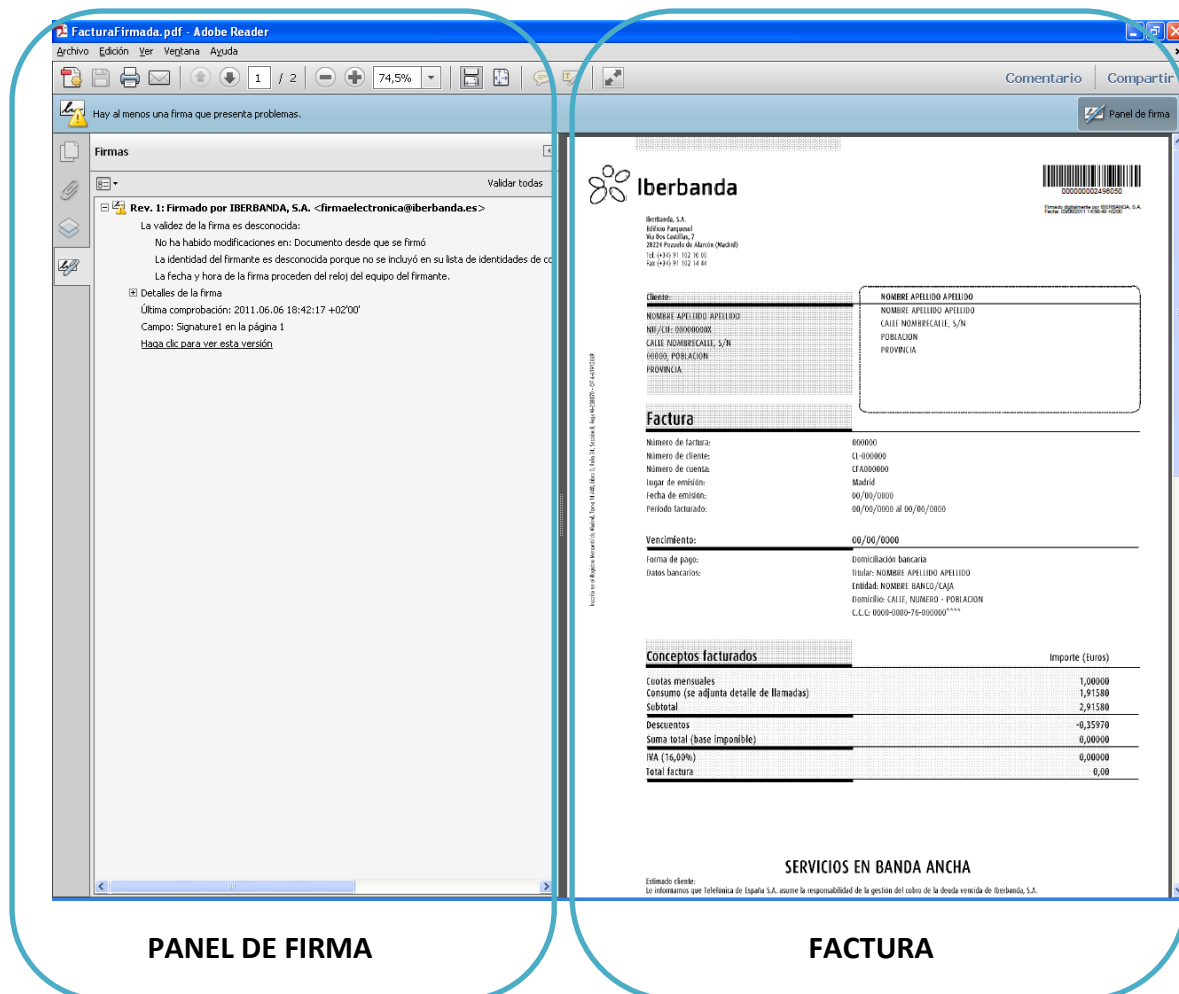 FacturaFirmada.pdf - Adobe Reader
Archivo Edición Ver Ventana Ayuda
1 / 2 74,5% Comentario Compartir
Hay al menos una firma que presenta problemas. Panel de firma
Firmas
Validar todas
Rev. 1: Firmado por IBERBANDA, S.A. <firmaelectronica@iberbanda.es>
La validez de la firma es desconocida:
No ha habido modificaciones en: Documento desde que se firmó
La identidad del firmante es desconocida porque no se incluyó en su lista de identidades de co
La fecha y hora de la firma proceden del reloj del equipo del firmante.
Detalles de la firma
Última comprobación: 2011.06.06 18:42:17 +02'00'
Campo: Signature1 en la página 1
Haga clic para ver esta versión
Iberbanda
000000002498050
Firmado digitalmente por IBERBANDA, S.A.
Iberbanda, S.A.
Edificio Parquesol
Vía Dos Castillas, 7
28224 Pozuelo de Alarcón (Madrid)
Tel. (+34) 91 102 10 00
Fax (+34) 91 102 14 44
Cliente:
NOMBRE APELLIDO APELLIDO
NIF/CIF: 00000000X
CALLE NOMBRECALLE, S/N
00000, POBLACION
PROVINCIA
NOMBRE APELLIDO APELLIDO
NOMBRE APELLIDO APELLIDO
CALLE NOMBRECALLE, S/N
POBLACION
PROVINCIA
Factura
Número de factura: 000000
Número de cliente: CI-000000
Número de cuenta: CFA000000
Lugar de emisión: Madrid
Fecha de emisión: 00/00/0000
Período facturado: 00/00/0000 al 00/00/0000
Vencimiento: 00/00/0000
Forma de pago: Domiciliación bancaria
Datos bancarios: Titular: NOMBRE APELLIDO APELLIDO
Entidad: NOMBRE BANCO/CAJA
Domicilio: CALLE, NUMERO - POBLACION
C.C.C: 0000-0000-76-000000****
Conceptos facturados Importe (Euros)
Cuotas mensuales 1,00000
Consumo (se adjunta detalle de llamadas) 1,91580
Subtotal 2,91580
Descuentos -0,35970
Suma total (base imponible) 0,00000
IVA (16,00%) 0,00000
Total factura 0,00
SERVICIOS EN BANDA ANCHA
Estimado cliente:
Le informamos que Telefónica de España S.A. asume la responsabilidad de la gestión del cobro de la deuda vencida de Iberbanda, S.A.
PANEL DE FIRMA
FACTURA